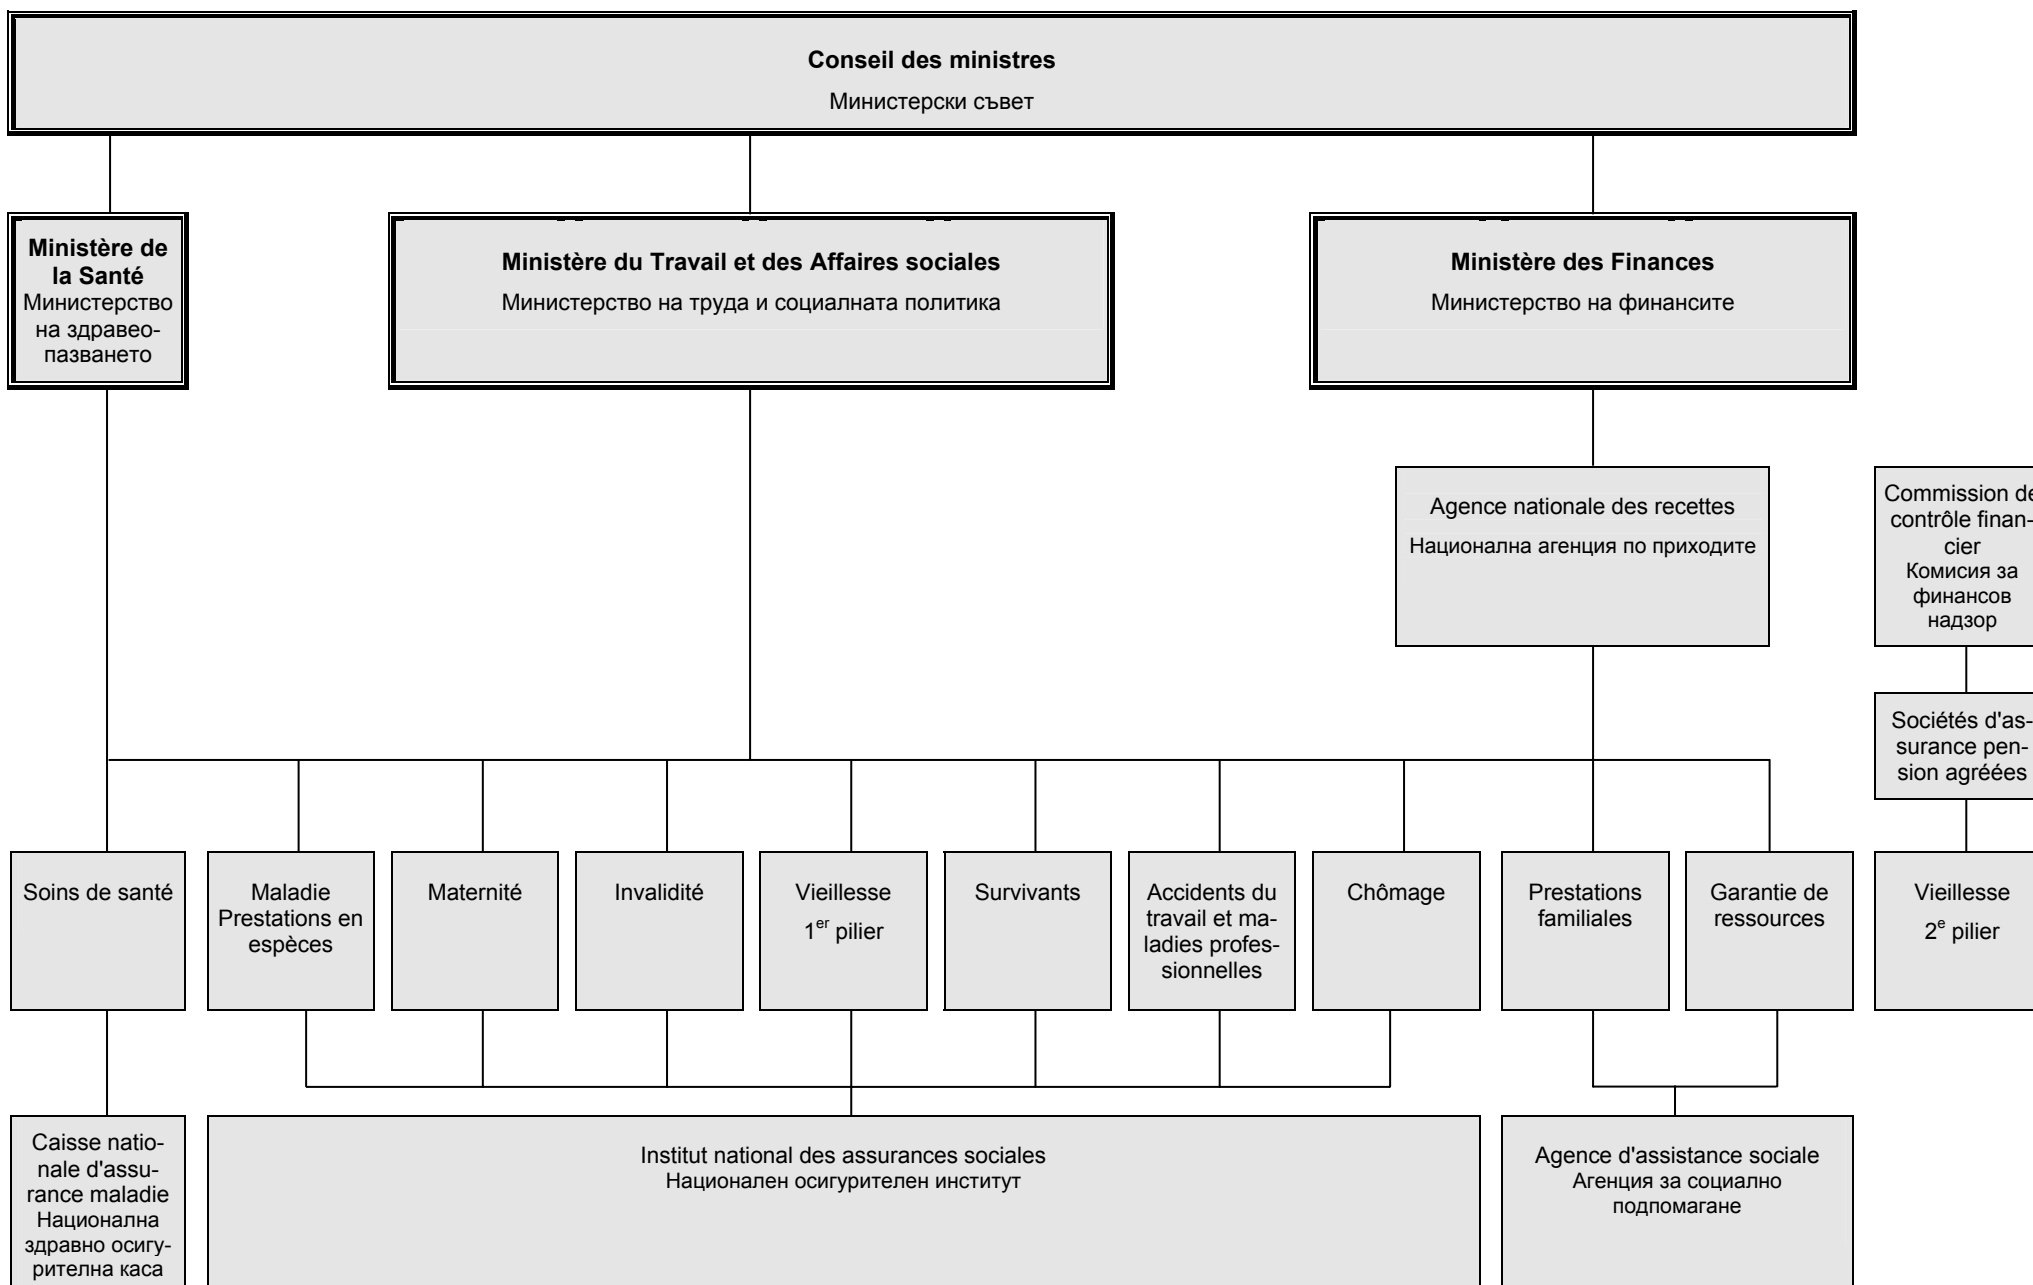 Conseil des ministres
Министерски съвет
Ministère de
la Santé
Министерство
на здравео-
пазването
Ministère du Travail et des Affaires sociales
Министерство на труда и социалната политика
Ministère des Finances
Министерство на финансите
Agence nationale des recettes
Национална агенция по приходите
Commission de
contrôle finan-
cier
Комисия за
финансов
надзор
Sociétés d'as-
surance pen-
sion agréées
Soins de santé
Maladie
Prestations en
espèces
Maternité
Invalidité
Vieillesse
1er pilier
Survivants
Accidents du
travail et ma-
ladies profes-
sionnelles
Chômage
Prestations
familiales
Garantie de
ressources
Vieillesse
2e pilier
Caisse natio-
nale d'assu-
rance maladie
Национална
здравно осигу-
рителна каса
Institut national des assurances sociales
Национален осигурителен институт
Agence d'assistance sociale
Агенция за социално
подпомагане